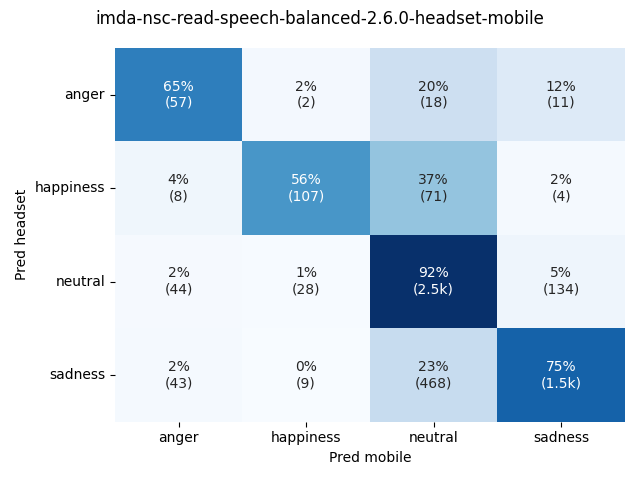 imda-nsc-read-speech-balanced-2.6.0-headset-mobile
anger
65%
(57)
2%
(2)
20%
(18)
12%
(11)
happiness
4%
(8)
56%
(107)
37%
(71)
2%
(4)
neutral
2%
(44)
1%
(28)
92%
(2.5k)
5%
(134)
sadness
2%
(43)
0%
(9)
23%
(468)
75%
(1.5k)
Pred headset
anger
happiness
neutral
sadness
Pred mobile